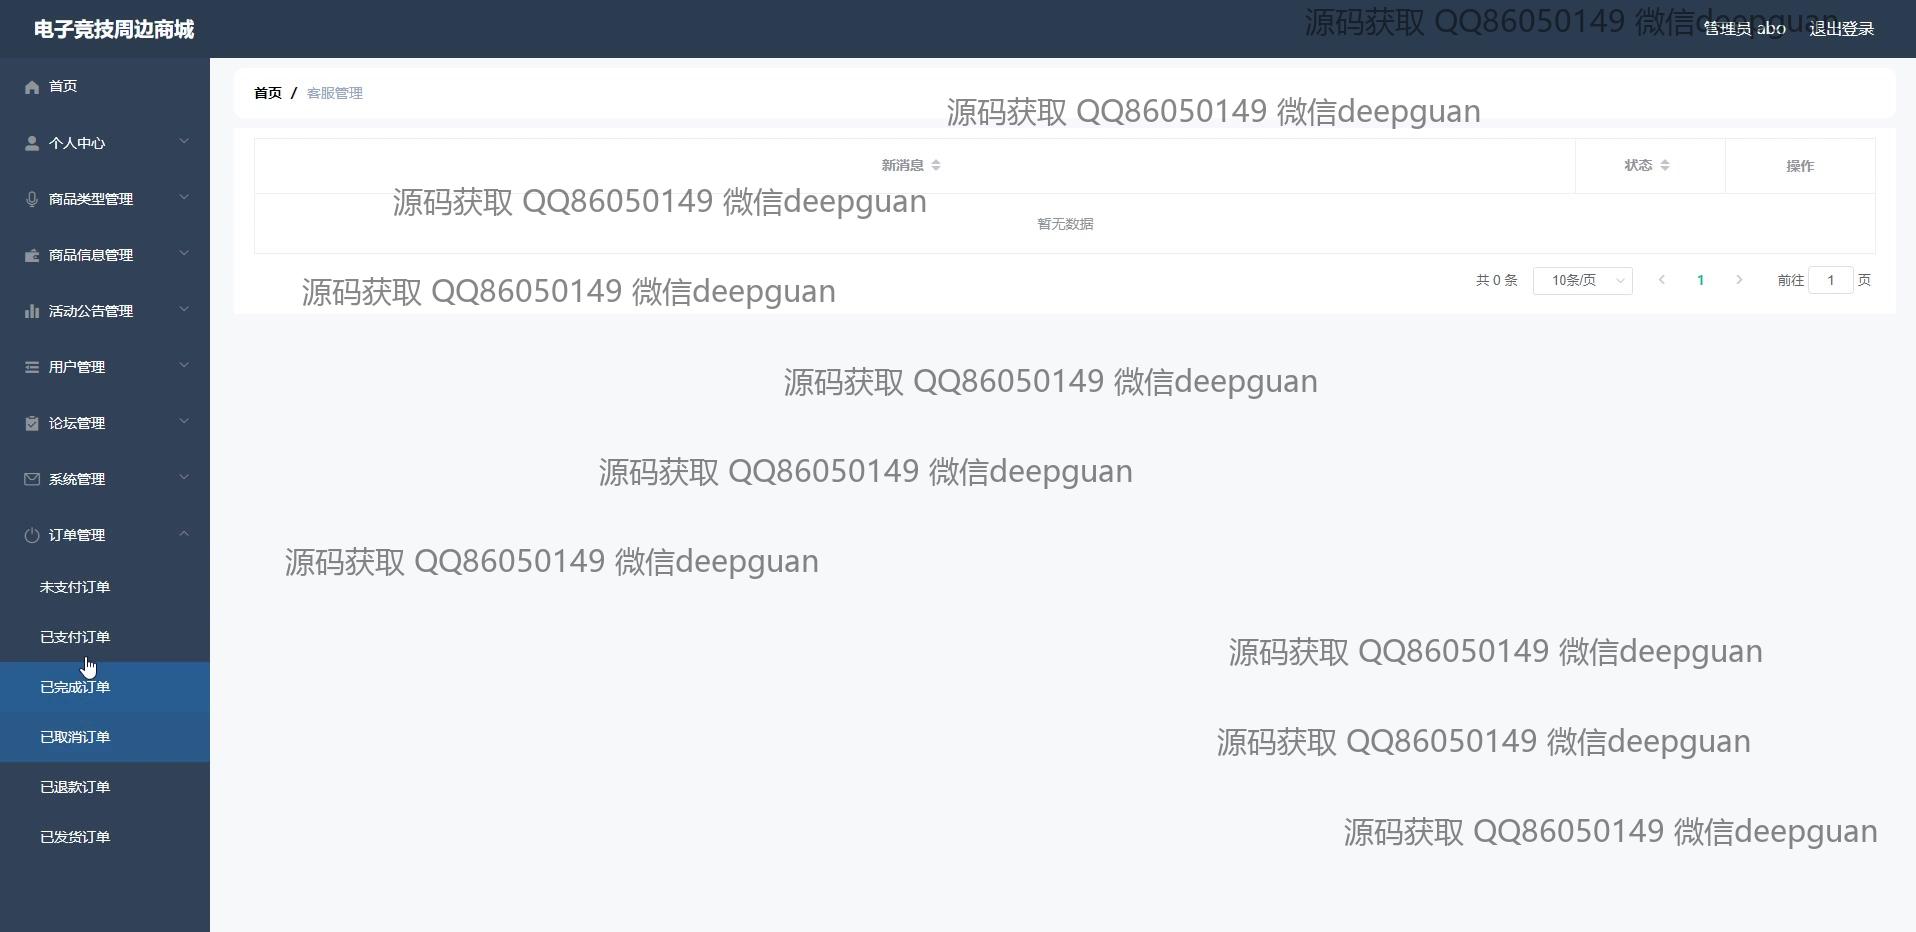 电子竞技周边商城
源码获取 QQ86050149 微信deepguan
管理员 abo 退出登录
首页
个人中心
商品类型管理
商品信息管理
活动公告管理
用户管理
论坛管理
系统管理
订单管理
未支付订单
已支付订单
已完成订单
已取消订单
已退款订单
已发货订单
首页 / 客服管理
源码获取 QQ86050149 微信deepguan
新消息 状态 操作
源码获取 QQ86050149 微信deepguan
暂无数据
共 0 条 10条/页 1 前往 1 页
源码获取 QQ86050149 微信deepguan
源码获取 QQ86050149 微信deepguan
源码获取 QQ86050149 微信deepguan
源码获取 QQ86050149 微信deepguan
源码获取 QQ86050149 微信deepguan
源码获取 QQ86050149 微信deepguan
源码获取 QQ86050149 微信deepguan